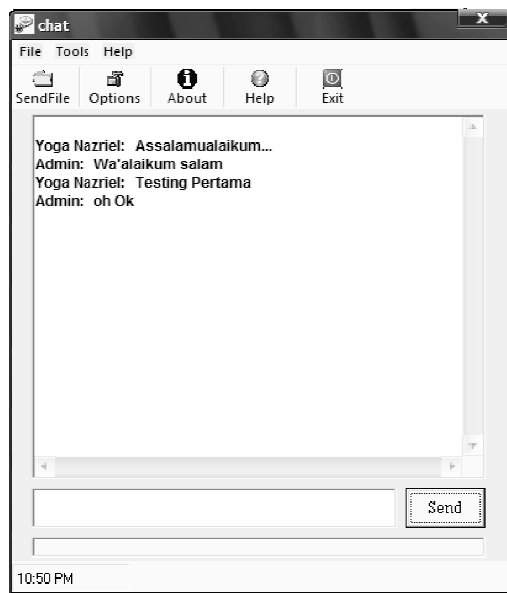 chat
X
File Tools Help
SendFile Options About Help Exit
Yoga Nazriel: Assalamualaikum...
Admin: Wa'alaikum salam
Yoga Nazriel: Testing Pertama
Admin: oh Ok
Send
10:50 PM